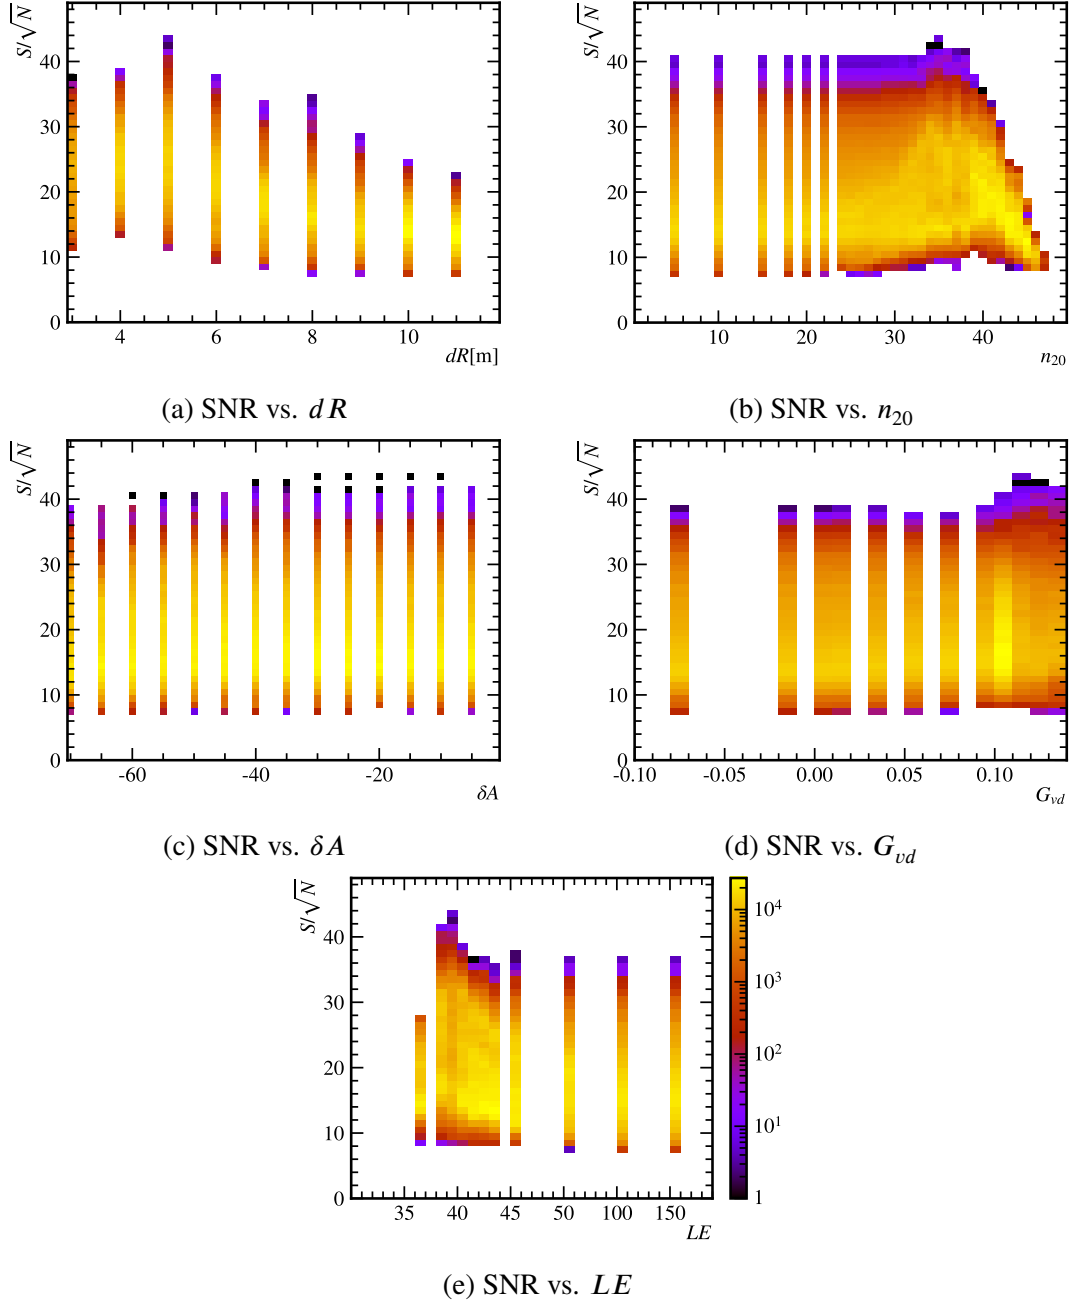 S/√N
S/√N
40
30
20
10
0
40
30
20
10
0
4 6 8 10
10 20 30 40
dR[m]
n20
(a) SNR vs. dR
(b) SNR vs. n20
S/√N
S/√N
40
30
20
10
0
40
30
20
10
0
-60 -40 -20
-0.10 -0.05 0.00 0.05 0.10
δA
Gvd
(c) SNR vs. δA
(d) SNR vs. Gvd
S/√N
40
30
20
10
0
10^4
10^3
10^2
10^1
1
35 40 45 50 100 150
LE
(e) SNR vs. LE